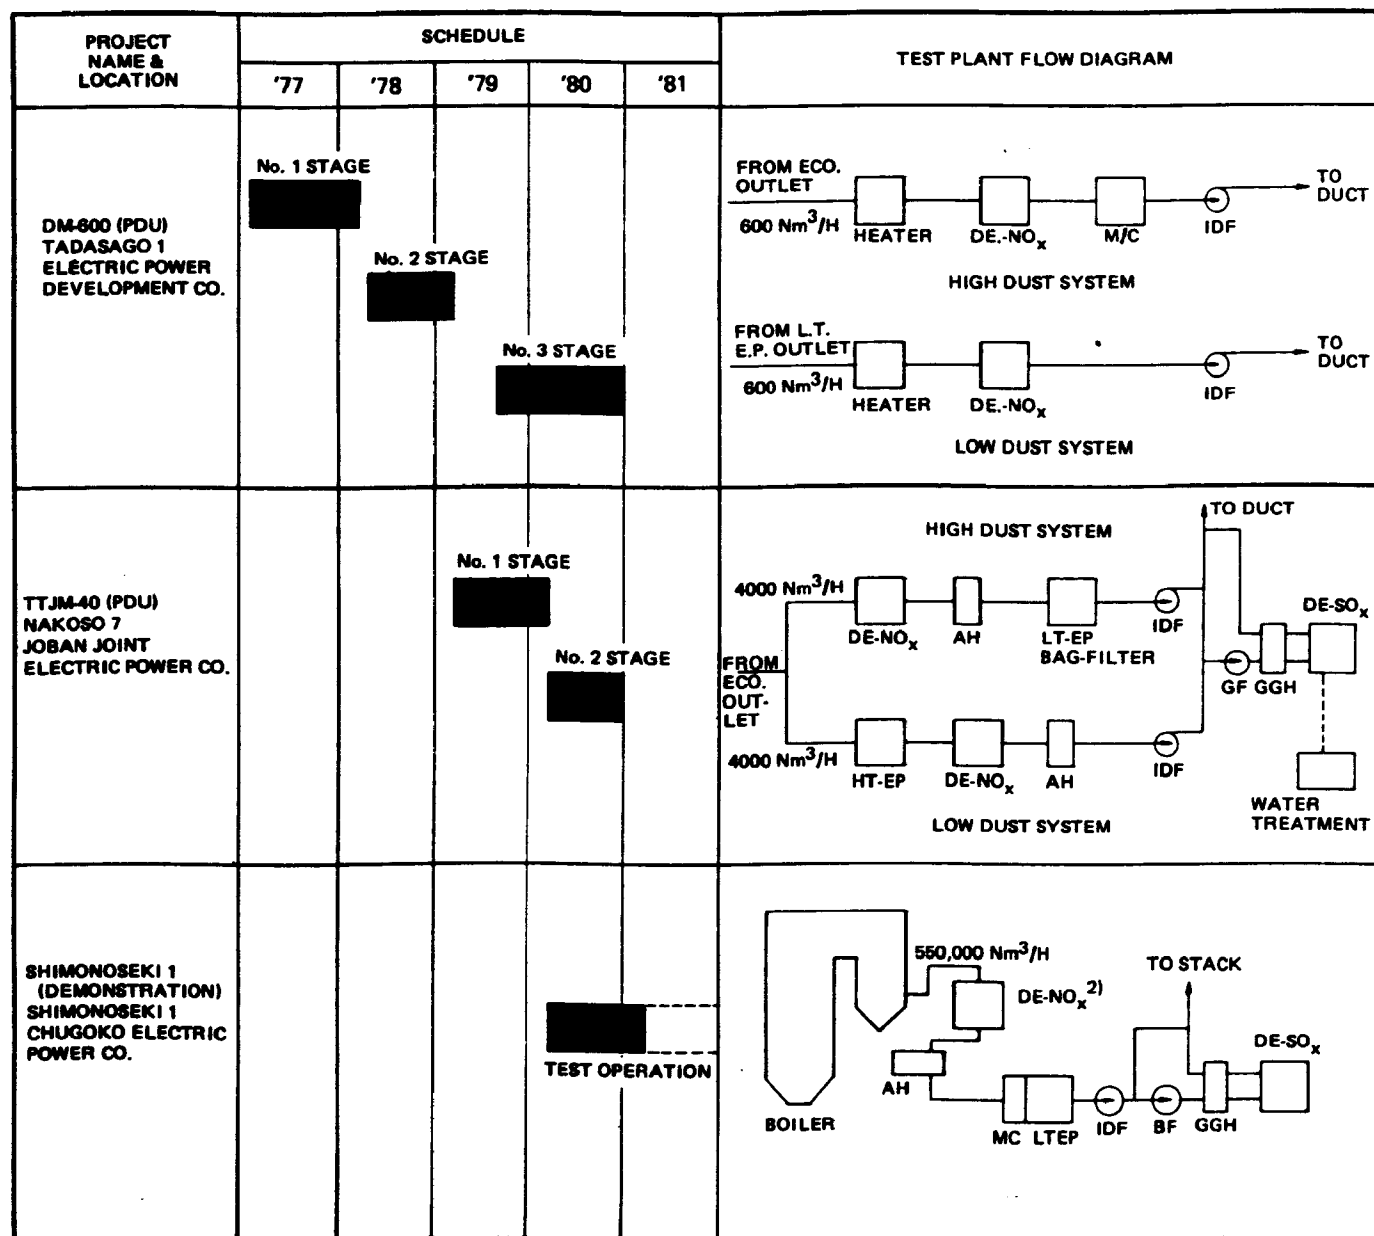 PROJECT
NAME &
LOCATION
SCHEDULE
'77
'78
'79
'80
'81
TEST PLANT FLOW DIAGRAM
DM-600 (PDU)
TADASAGO 1
ELECTRIC POWER
DEVELOPMENT CO.
No. 1 STAGE
No. 2 STAGE
No. 3 STAGE
FROM ECO.
OUTLET
600 Nm³/H
HEATER
DE.-NOₓ
M/C
IDF
TO
DUCT
HIGH DUST SYSTEM
FROM L.T.
E.P. OUTLET
600 Nm³/H
HEATER
DE.-NOₓ
IDF
TO
DUCT
LOW DUST SYSTEM
TTJM-40 (PDU)
NAKOSO 7
JOBAN JOINT
ELECTRIC POWER CO.
No. 1 STAGE
No. 2 STAGE
TO DUCT
HIGH DUST SYSTEM
4000 Nm³/H
DE-NOₓ
AH
LT-EP
BAG-FILTER
IDF
DE-SOₓ
GF
GGH
FROM
ECO.
OUT-
LET
4000 Nm³/H
HT-EP
DE-NOₓ
AH
IDF
WATER
TREATMENT
LOW DUST SYSTEM
SHIMONOSEKI 1
(DEMONSTRATION)
SHIMONOSEKI 1
CHUGOKO ELECTRIC
POWER CO.
TEST OPERATION
550,000 Nm³/H
DE-NOₓ²⁾
TO STACK
DE-SOₓ
AH
BOILER
MC
LTEP
IDF
BF
GGH